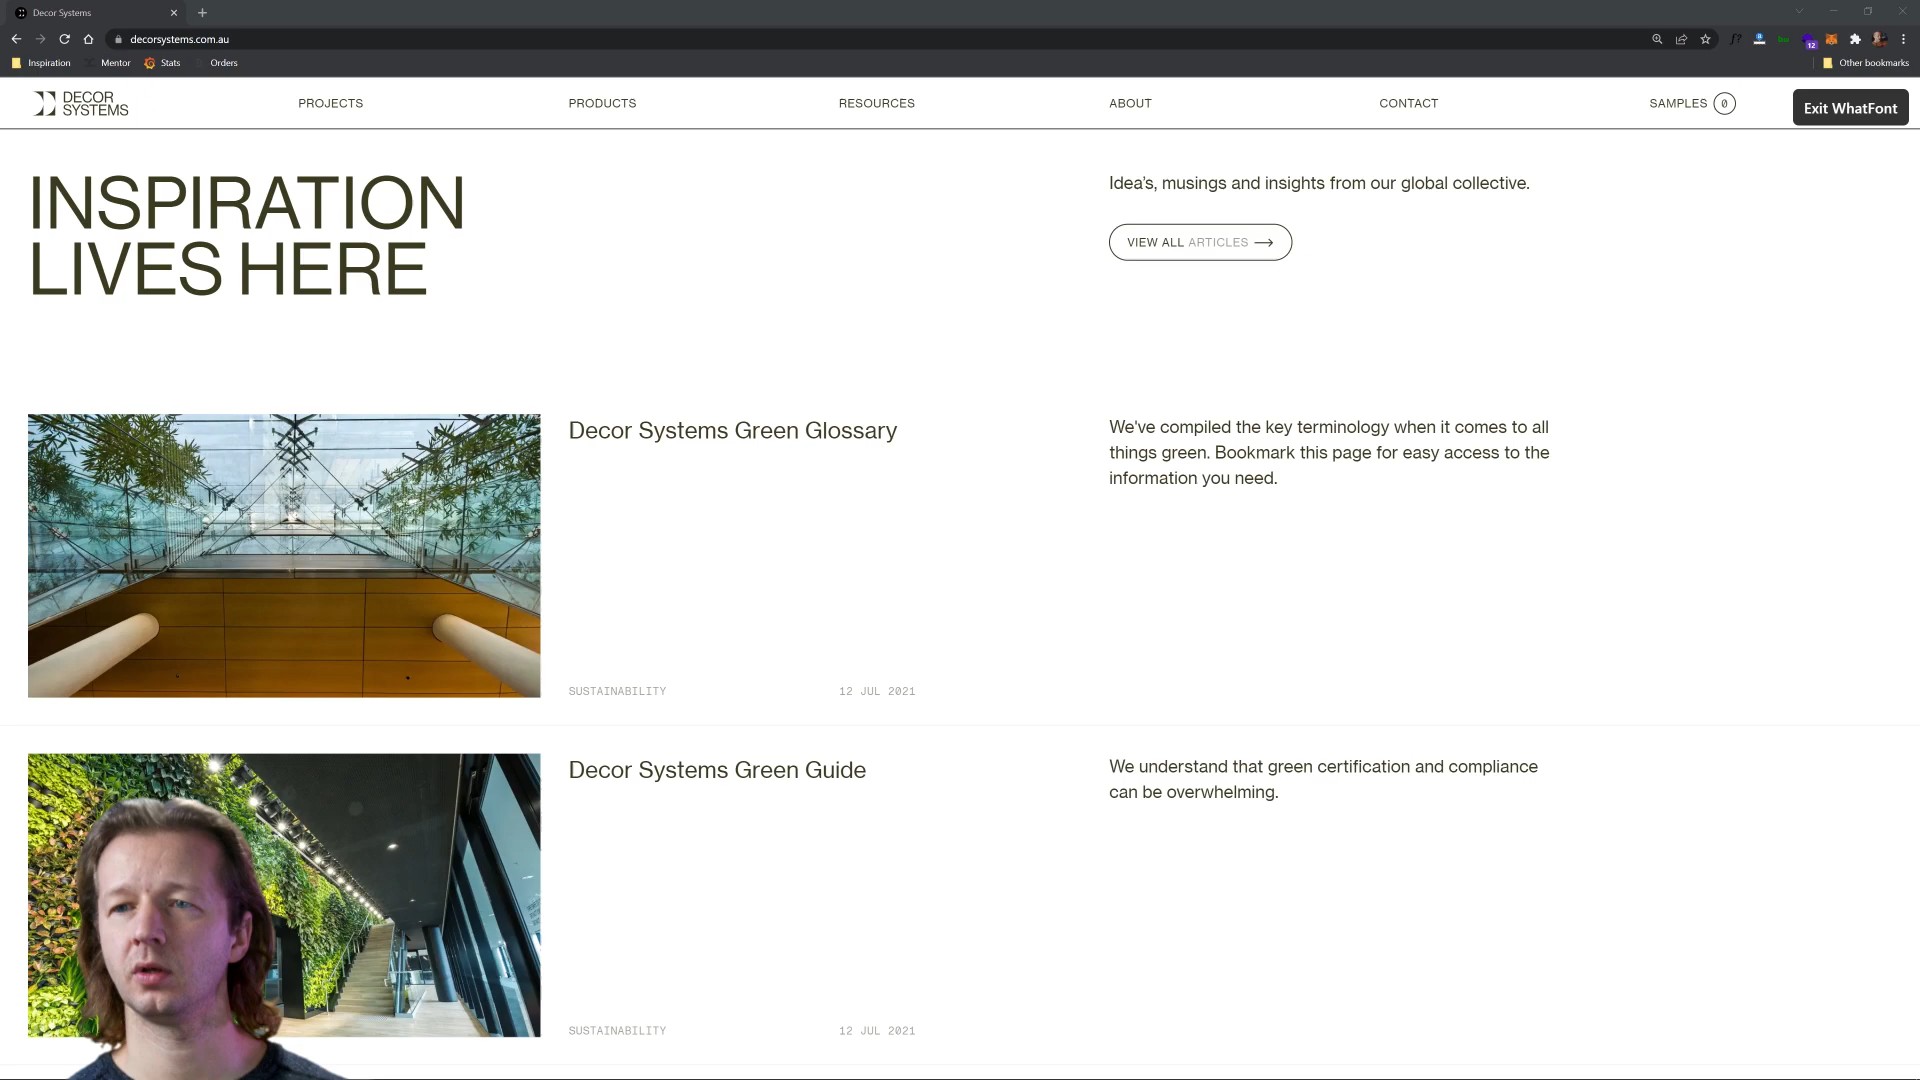 Decor Systems
decorsystems.com.au
f?
12
Inspiration
Mentor
Stats
Orders
Other bookmarks
DECOR
SYSTEMS
PROJECTS
PRODUCTS
RESOURCES
ABOUT
CONTACT
SAMPLES 0
Exit WhatFont
INSPIRATION
LIVES HERE
Idea's, musings and insights from our global collective.
VIEW ALL ARTICLES
Decor Systems Green Glossary
We've compiled the key terminology when it comes to all
things green. Bookmark this page for easy access to the
information you need.
SUSTAINABILITY
12 JUL 2021
Decor Systems Green Guide
We understand that green certification and compliance
can be overwhelming.
SUSTAINABILITY
12 JUL 2021